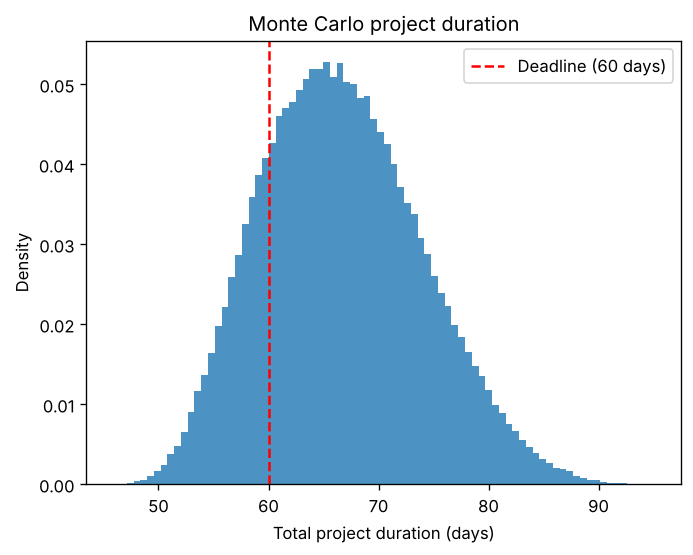 Monte Carlo project duration
Deadline (60 days)
Density
0.05
0.04
0.03
0.02
0.01
0.00
50 60 70 80 90
Total project duration (days)